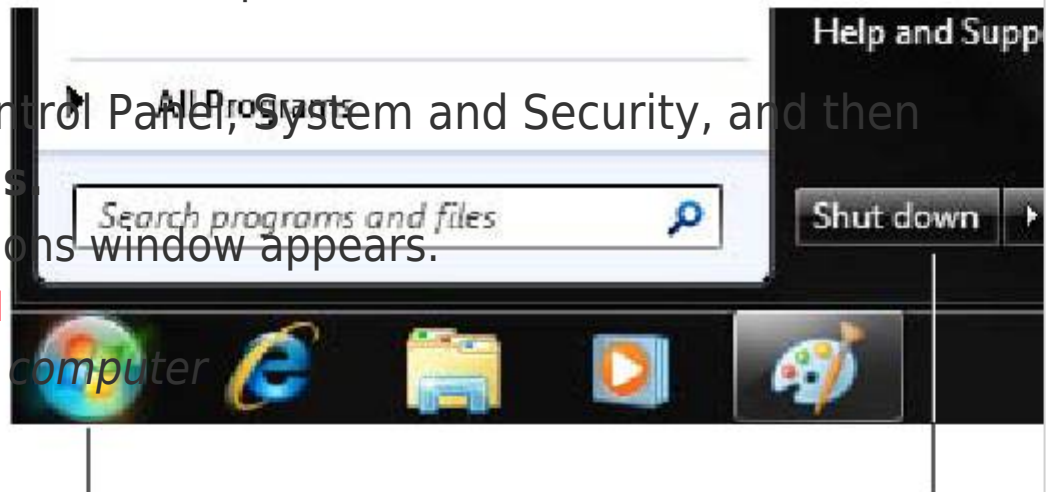 Help and Supp
All Programs
ntrol Panel, System and Security, and then
s.
Search programs and files
Shut down
ons window appears.
computer